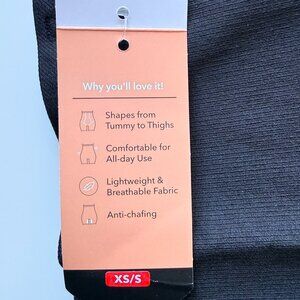 Why you'll love it!
Shapes from
Tummy to Thighs
Comfortable for
All-day Use
Lightweight &
Breathable Fabric
Anti-chafing
XS/S